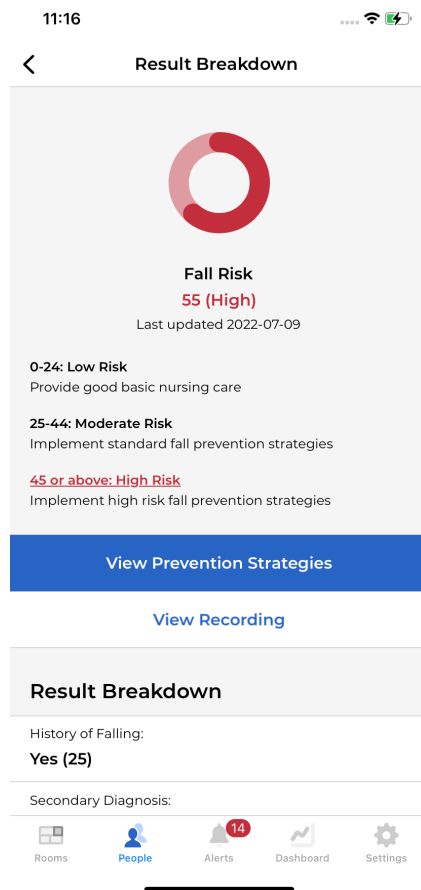 11:16
Result Breakdown
Fall Risk
55 (High)
Last updated 2022-07-09
0-24: Low Risk
Provide good basic nursing care
25-44: Moderate Risk
Implement standard fall prevention strategies
45 or above: High Risk
Implement high risk fall prevention strategies
View Prevention Strategies
View Recording
Result Breakdown
History of Falling:
Yes (25)
Secondary Diagnosis:
14
Rooms People Alerts Dashboard Settings